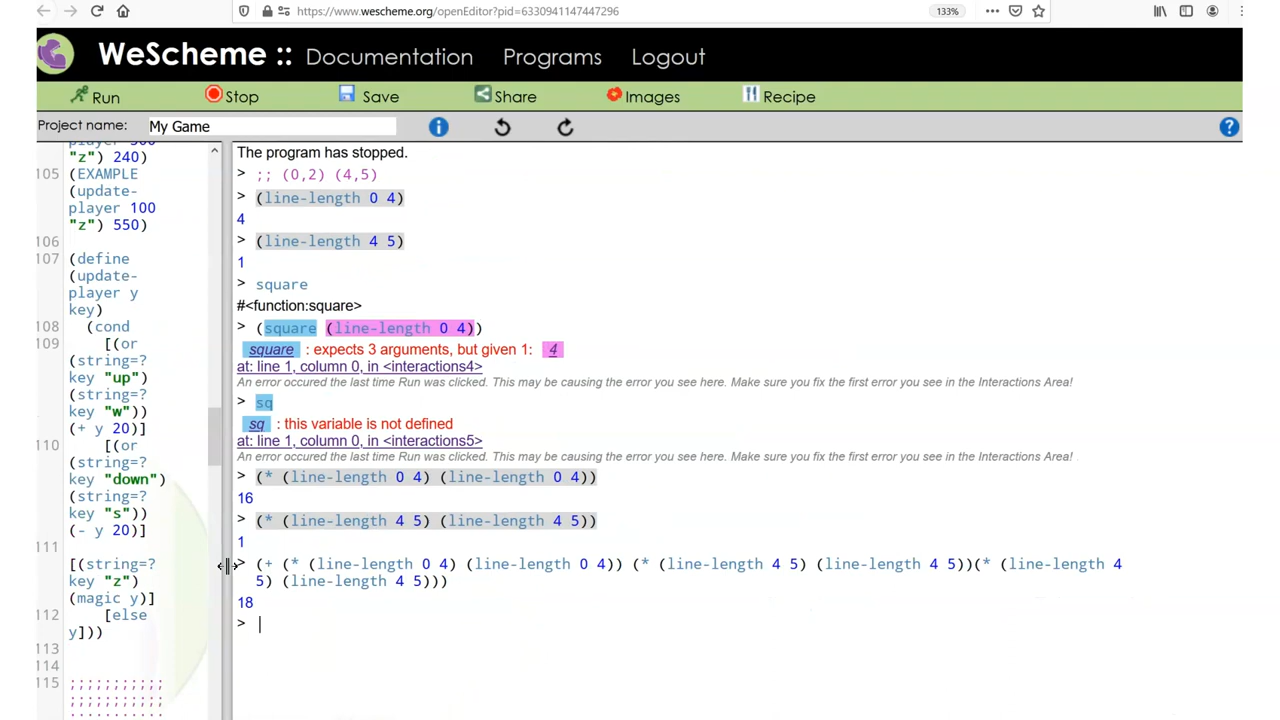 https://www.wescheme.org/openEditor?pid=6330941147447296
133%
WeScheme :: Documentation Programs Logout
Run Stop Save Share Images Recipe
Project name: My Game
"z") 240)
105 (EXAMPLE
(update-
player 100
"z") 550)
106
107 (define
(update-
player y
key)
108 (cond
109 [(or
(string=?
key "up")
(string=?
key "w"))
(+ y 20)]
110 [(or
(string=?
key "down")
(string=?
key "s"))
(- y 20)]
111
[(string=?
key "z")
(magic y)]
112 [else
y]))
113
114
115 ;;;;;;;;;;;;;
;;;;;;;;;;;;;
The program has stopped.
> ;; (0,2) (4,5)
> (line-length 0 4)
4
> (line-length 4 5)
1
> square
#<function:square>
> (square (line-length 0 4))
square : expects 3 arguments, but given 1: 4
at: line 1, column 0, in <interactions4>
An error occured the last time Run was clicked. This may be causing the error you see here. Make sure you fix the first error you see in the Interactions Area!
> sq
sq : this variable is not defined
at: line 1, column 0, in <interactions5>
An error occured the last time Run was clicked. This may be causing the error you see here. Make sure you fix the first error you see in the Interactions Area!
> (* (line-length 0 4) (line-length 0 4))
16
> (* (line-length 4 5) (line-length 4 5))
1
> (+ (* (line-length 0 4) (line-length 0 4)) (* (line-length 4 5) (line-length 4 5))(* (line-length 4
5) (line-length 4 5)))
18
>